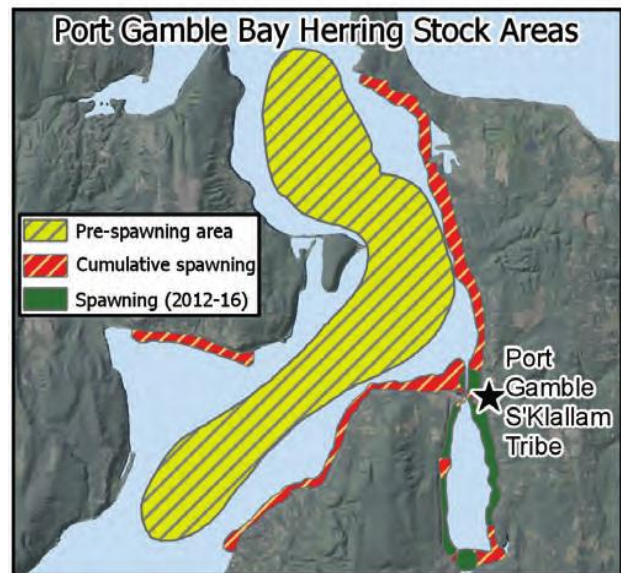 Port Gamble Bay Herring Stock Areas
Pre-spawning area
Cumulative spawning
Spawning (2012-16)
Port
Gamble
S'Klallam
Tribe